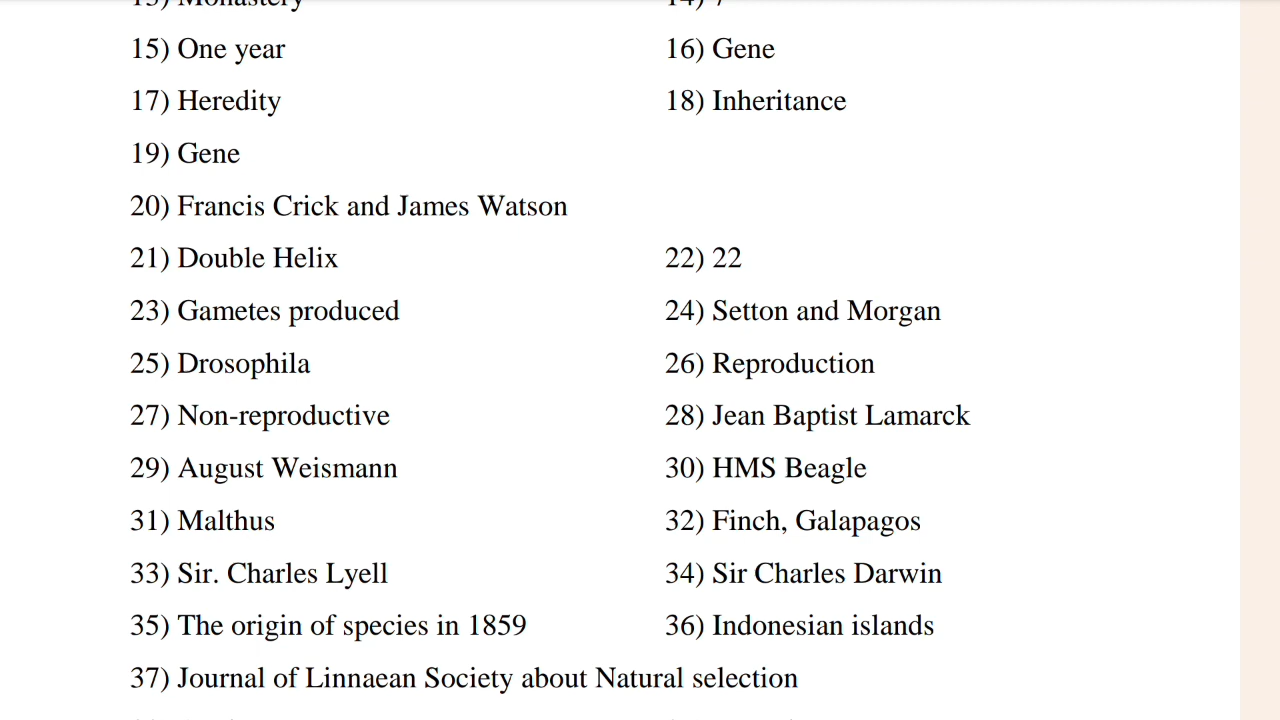 13) Monastery 14) 7
15) One year 16) Gene
17) Heredity 18) Inheritance
19) Gene
20) Francis Crick and James Watson
21) Double Helix 22) 22
23) Gametes produced 24) Setton and Morgan
25) Drosophila 26) Reproduction
27) Non-reproductive 28) Jean Baptist Lamarck
29) August Weismann 30) HMS Beagle
31) Malthus 32) Finch, Galapagos
33) Sir. Charles Lyell 34) Sir Charles Darwin
35) The origin of species in 1859 36) Indonesian islands
37) Journal of Linnaean Society about Natural selection